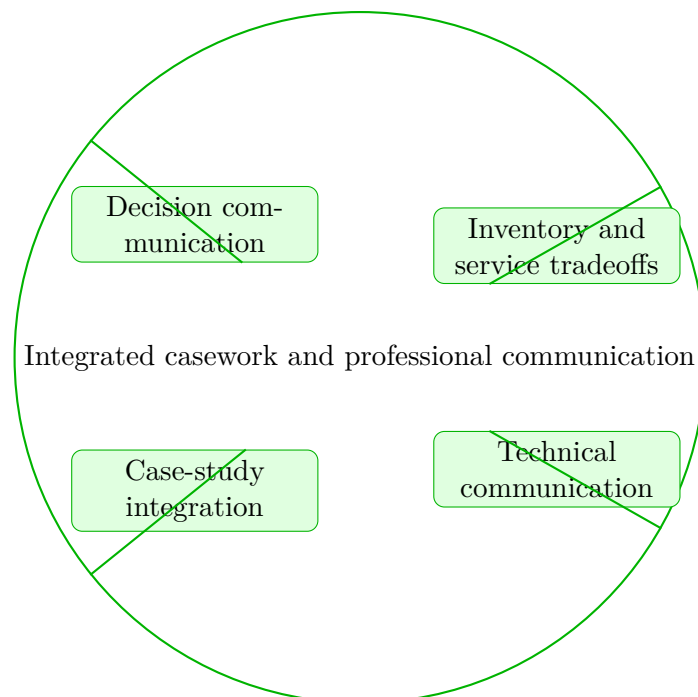 Decision com-
munication
Inventory and
service tradeoffs
Integrated casework and professional communication
Case-study
integration
Technical
communication